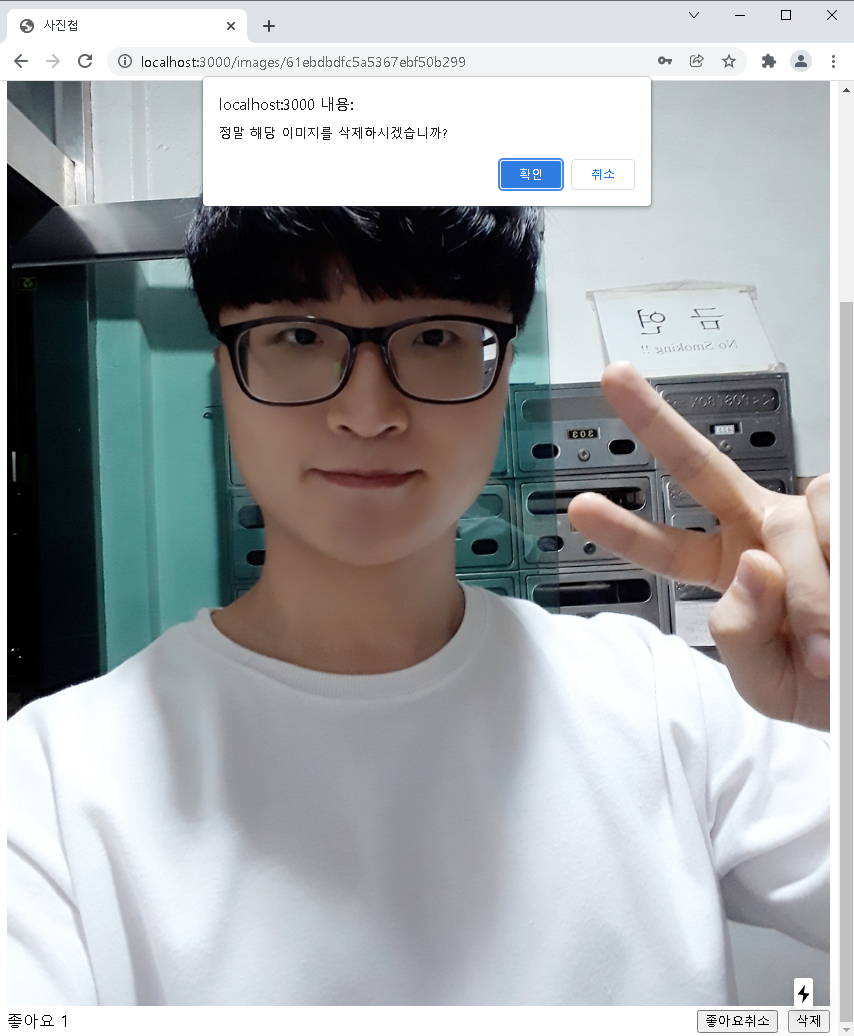 사진첩
localhost:3000/images/61ebdbdfc5a5367ebf50b299
localhost:3000 내용:
정말 해당 이미지를 삭제하시겠습니까?
확인 취소
금연
No Smoking !!
303
좋아요 1
좋아요취소 삭제